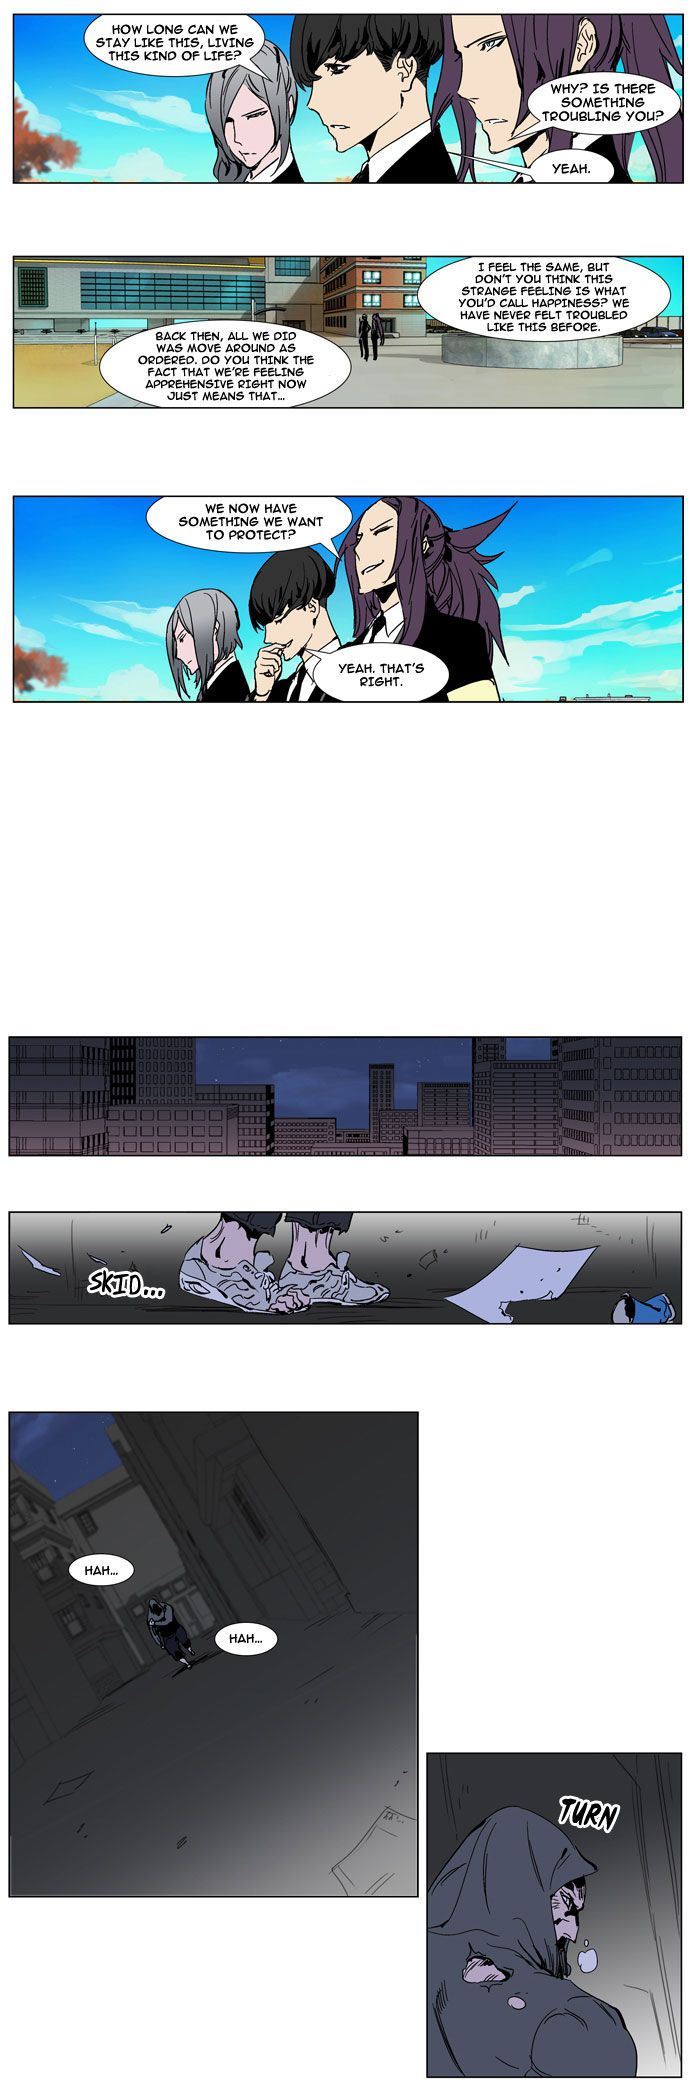 HOW LONG CAN WE
STAY LIKE THIS, LIVING
THIS KIND OF LIFE?
WHY? IS THERE
SOMETHING
TROUBLING YOU?
YEAH.
I FEEL THE SAME, BUT
DON'T YOU THINK THIS
STRANGE FEELING IS WHAT
YOU'D CALL HAPPINESS? WE
HAVE NEVER FELT TROUBLED
LIKE THIS BEFORE.
BACK THEN, ALL WE DID
WAS MOVE AROUND AS
ORDERED. DO YOU THINK THE
FACT THAT WE'RE FEELING
APPREHENSIVE RIGHT NOW
JUST MEANS THAT...
WE NOW HAVE
SOMETHING WE WANT
TO PROTECT?
YEAH. THAT'S
RIGHT.
SKID...
HAH...
HAH...
TURN